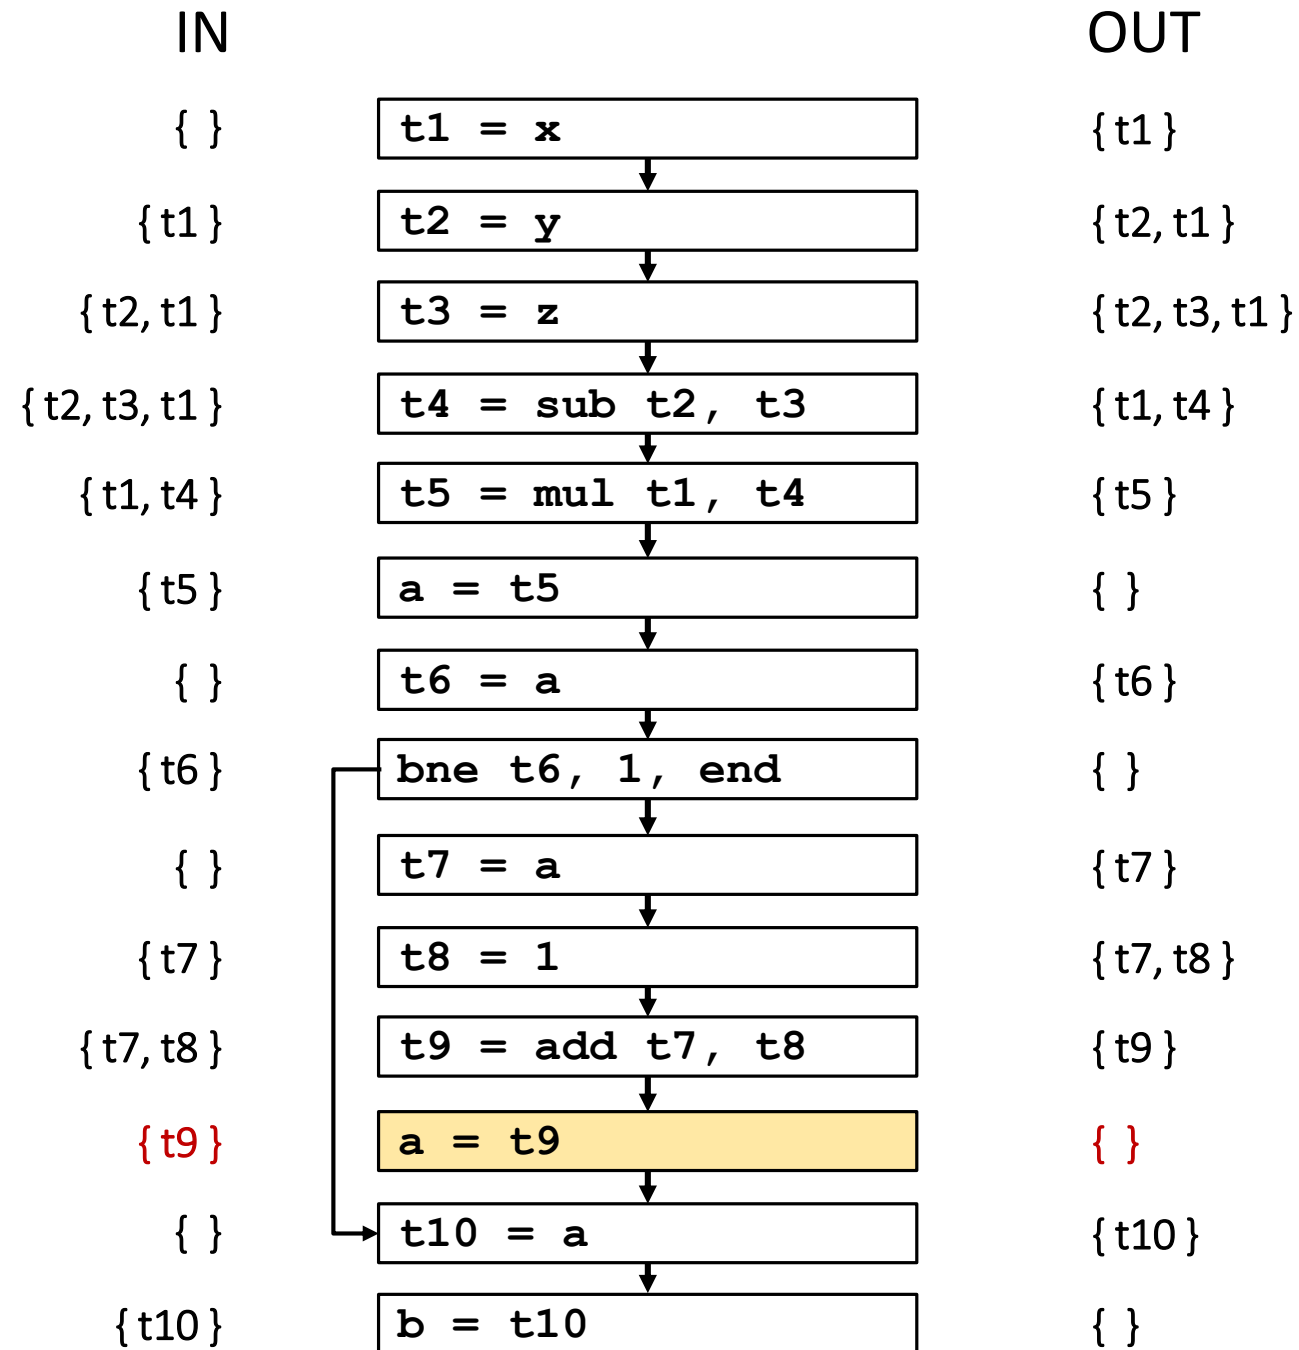 IN OUT
{ } t1 = x { t1 }
{ t1 } t2 = y { t2, t1 }
{ t2, t1 } t3 = z { t2, t3, t1 }
{ t2, t3, t1 } t4 = sub t2, t3 { t1, t4 }
{ t1, t4 } t5 = mul t1, t4 { t5 }
{ t5 } a = t5 { }
{ } t6 = a { t6 }
{ t6 } bne t6, 1, end { }
{ } t7 = a { t7 }
{ t7 } t8 = 1 { t7, t8 }
{ t7, t8 } t9 = add t7, t8 { t9 }
{ t9 } a = t9 { }
{ } t10 = a { t10 }
{ t10 } b = t10 { }